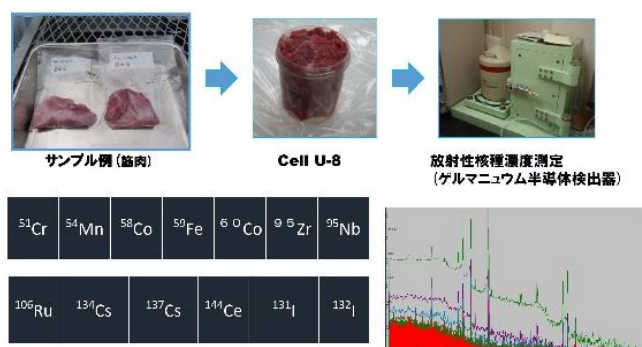 サンプル例(筋肉)
Cell U-8
放射性核種濃度測定
(ゲルマニュウム半導体検出器)
⁵¹Cr ⁵⁴Mn ⁵⁸Co ⁵⁹Fe ⁶⁰Co ⁹⁵Zr ⁹⁵Nb
¹⁰⁶Ru ¹³⁴Cs ¹³⁷Cs ¹⁴⁴Ce ¹³¹I ¹³²I